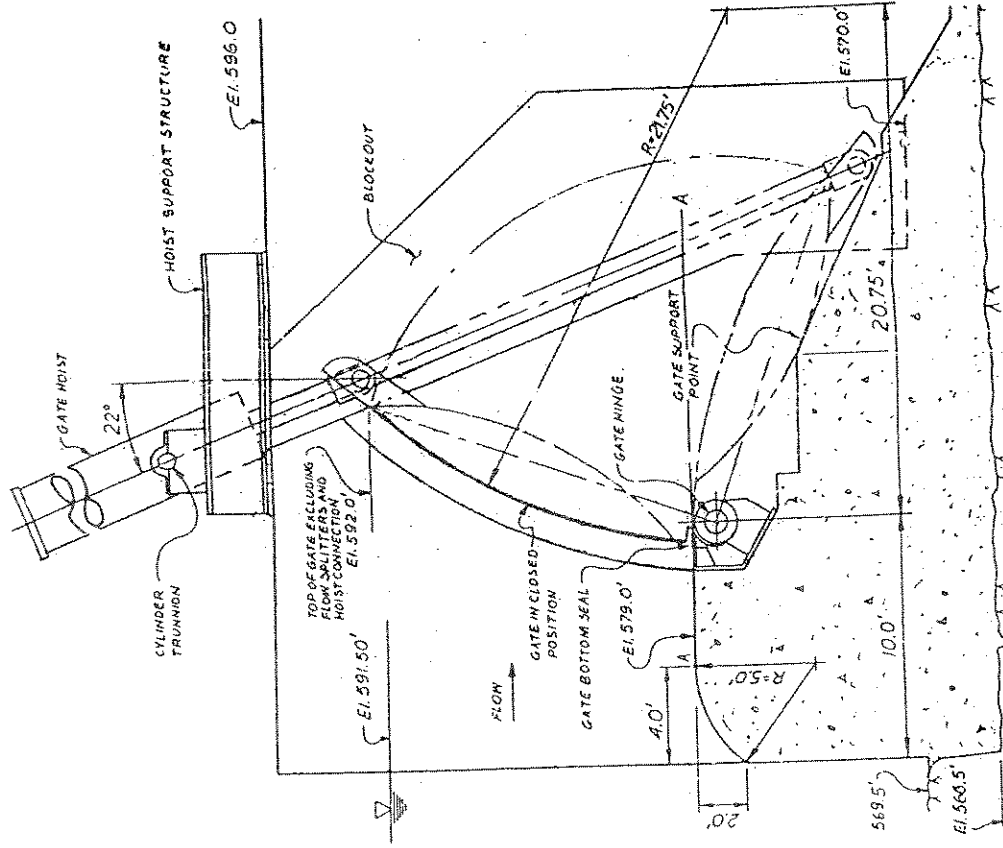 GATE HOIST
22°
HOIST SUPPORT STRUCTURE
El. 596.0
CYLINDER
TRUNNION
TOP OF GATE EXCLUDING
FLOW SPLITTERS AND
HOIST CONNECTION
El. 592.0'
El. 591.50'
BLOCKOUT
R=21.75'
FLOW
GATE IN CLOSED
POSITION
GATE BOTTOM SEAL
El. 579.0'
GATE HINGE
GATE SUPPORT
POINT
A
A
El. 570.0'
4.0'
R=5.0'
2.0'
10.0'
20.75'
569.5'
El. 560.5'